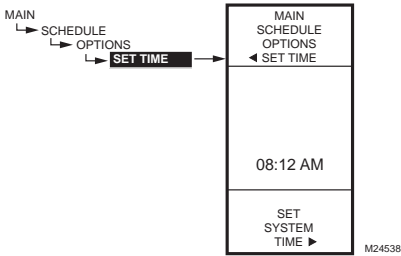 MAIN
SCHEDULE
OPTIONS
SET TIME
MAIN
SCHEDULE
OPTIONS
◄ SET TIME
08:12 AM
SET
SYSTEM
TIME ►
M24538